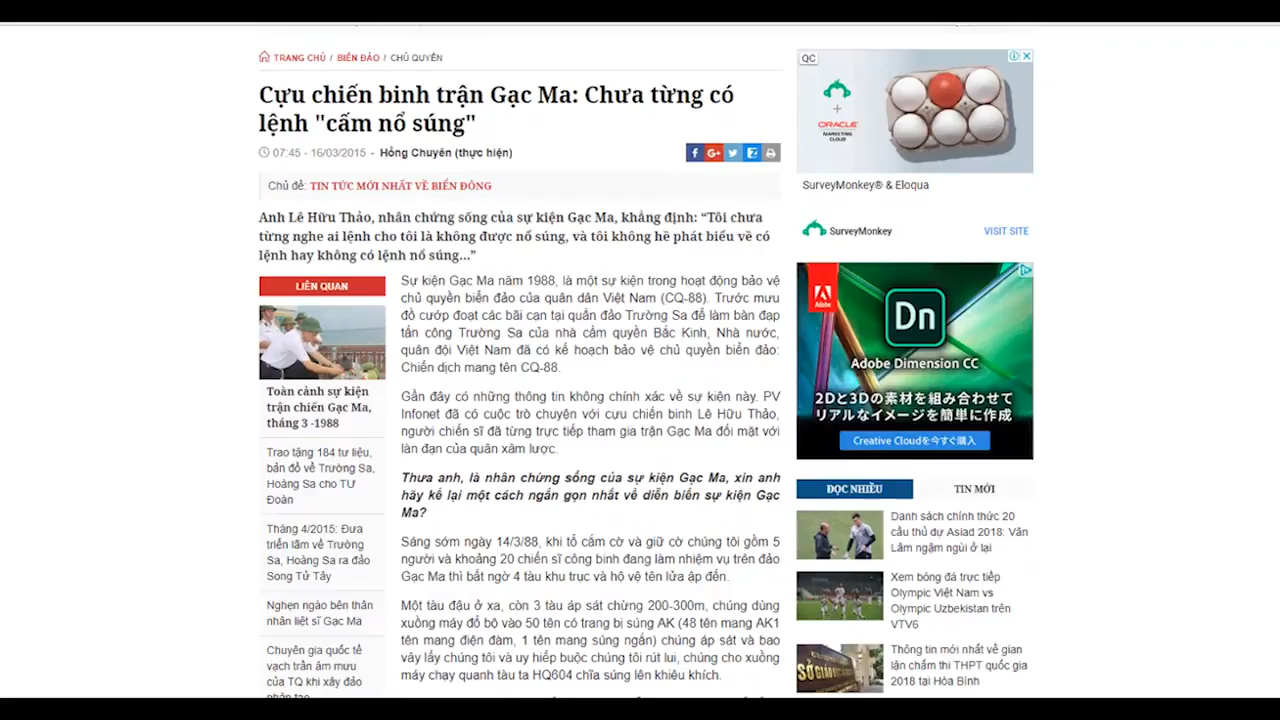 TRANG CHỦ / BIỂN ĐẢO / CHỦ QUYỀN
Cựu chiến binh trận Gạc Ma: Chưa từng có
lệnh "cấm nổ súng"
07:45 - 16/03/2015 - Hồng Chuyên (thực hiện)
Chủ đề: TIN TỨC MỚI NHẤT VỀ BIỂN ĐÔNG
Anh Lê Hữu Thảo, nhân chứng sống của sự kiện Gạc Ma, khẳng định: “Tôi chưa
từng nghe ai lệnh cho tôi là không được nổ súng, và tôi không hề phát biểu về có
lệnh hay không có lệnh nổ súng...”
LIÊN QUAN
Toàn cảnh sự kiện
trận chiến Gạc Ma,
tháng 3 -1988
Trao tặng 184 tư liệu,
bản đồ về Trường Sa,
Hoàng Sa cho TƯ
Đoàn
Tháng 4/2015: Đưa
triển lãm về Trường
Sa, Hoàng Sa ra đảo
Song Tử Tây
Nghẹn ngào bên thân
nhân liệt sĩ Gạc Ma
Chuyên gia quốc tế
vạch trần âm mưu
của TQ khi xây đảo
nhân tạo
Sự kiện Gạc Ma năm 1988, là một sự kiện trong hoạt động bảo vệ
chủ quyền biển đảo của quân dân Việt Nam (CQ-88). Trước mưu
đồ cướp đoạt các bãi cạn tại quần đảo Trường Sa để làm bàn đạp
tấn công Trường Sa của nhà cầm quyền Bắc Kinh, Nhà nước,
quân đội Việt Nam đã có kế hoạch bảo vệ chủ quyền biển đảo:
Chiến dịch mang tên CQ-88.
Gần đây có những thông tin không chính xác về sự kiện này. PV
Infonet đã có cuộc trò chuyện với cựu chiến binh Lê Hữu Thảo,
người chiến sĩ đã từng trực tiếp tham gia trận Gạc Ma đối mặt với
làn đạn của quân xâm lược.
Thưa anh, là nhân chứng sống của sự kiện Gạc Ma, xin anh
hãy kể lại một cách ngắn gọn nhất về diễn biến sự kiện Gạc
Ma?
Sáng sớm ngày 14/3/88, khi tổ cắm cờ và giữ cờ chúng tôi gồm 5
người và khoảng 20 chiến sĩ công binh đang làm nhiệm vụ trên đảo
Gạc Ma thì bất ngờ 4 tàu khu trục và hộ vệ tên lửa ập đến.
Một tàu đậu ở xa, còn 3 tàu áp sát chừng 200-300m, chúng dùng
xuồng máy đổ bộ vào 50 tên có trang bị súng AK (48 tên mang AK1
tên mang điện đàm, 1 tên mang súng ngắn) chúng áp sát và bao
vây lấy chúng tôi và uy hiếp buộc chúng tôi rút lui, chúng cho xuồng
máy chạy quanh tàu ta HQ604 chĩa súng lên khiêu khích.
QC
+
ORACLE
MARKETING
CLOUD
SurveyMonkey® & Eloqua
SurveyMonkey
VISIT SITE
Adobe
Dn
Adobe Dimension CC
2Dと3Dの素材を組み合わせて
リアルなイメージを簡単に作成
Creative Cloudを今すぐ購入
ĐỌC NHIỀU
TIN MỚI
Danh sách chính thức 20
cầu thủ dự Asiad 2018: Văn
Lâm ngậm ngùi ở lại
Xem bóng đá trực tiếp
Olympic Việt Nam vs
Olympic Uzbekistan trên
VTV6
Thông tin mới nhất về gian
lận chấm thi THPT quốc gia
2018 tại Hòa Bình